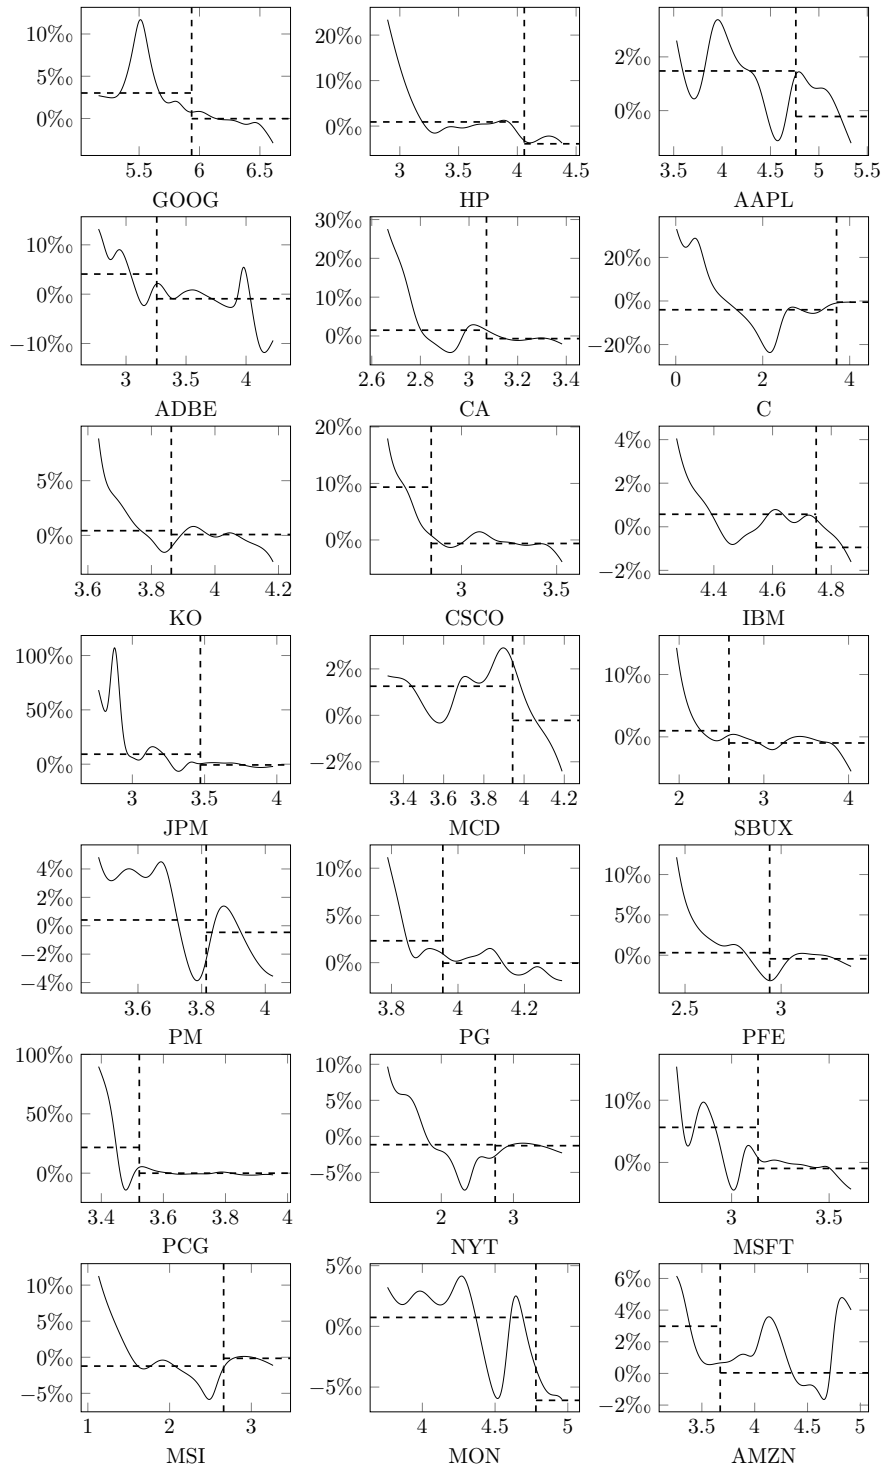 10‱ 5‱ 0‱ 5.5 6 6.5 GOOG
20‱ 10‱ 0‱ 3 3.5 4 4.5 HP
2‱ 0‱ 3.5 4 4.5 5 5.5 AAPL
10‱ 0‱ −10‱ 3 3.5 4 ADBE
30‱ 20‱ 10‱ 0‱ 2.6 2.8 3 3.2 3.4 CA
20‱ 0‱ −20‱ 0 2 4 C
5‱ 0‱ 3.6 3.8 4 4.2 KO
20‱ 10‱ 0‱ 3 3.5 CSCO
4‱ 2‱ 0‱ −2‱ 4.4 4.6 4.8 IBM
100‱ 50‱ 0‱ 3 3.5 4 JPM
2‱ 0‱ −2‱ 3.4 3.6 3.8 4 4.2 MCD
10‱ 0‱ 2 3 4 SBUX
4‱ 2‱ 0‱ −2‱ −4‱ 3.6 3.8 4 PM
10‱ 5‱ 0‱ 3.8 4 4.2 PG
10‱ 5‱ 0‱ 2.5 3 PFE
100‱ 50‱ 0‱ 3.4 3.6 3.8 4 PCG
10‱ 5‱ 0‱ −5‱ 2 3 NYT
10‱ 0‱ 3 3.5 MSFT
10‱ 5‱ 0‱ −5‱ 1 2 3 MSI
5‱ 0‱ −5‱ 4 4.5 5 MON
6‱ 4‱ 2‱ 0‱ −2‱ 3.5 4 4.5 5 AMZN